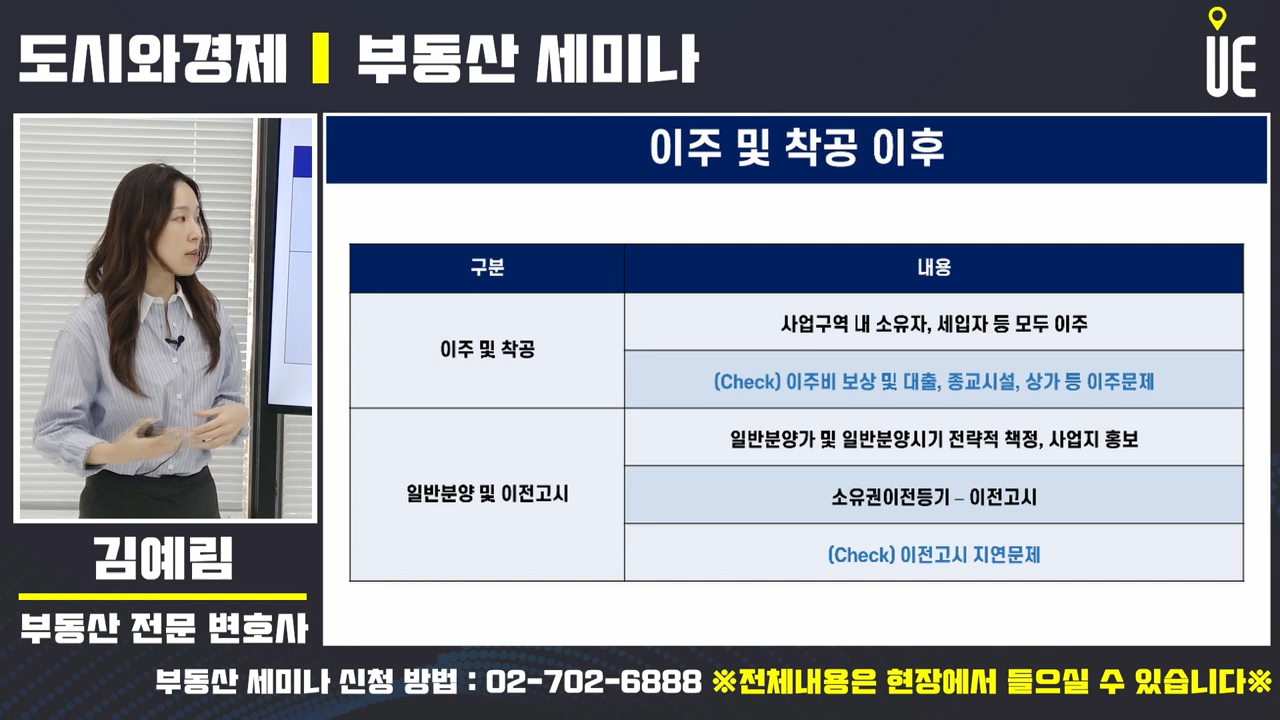 도시와경제 부동산 세미나
UE
이주 및 착공 이후
구분 내용
이주 및 착공
사업구역 내 소유자, 세입자 등 모두 이주
(Check) 이주비 보상 및 대출, 종교시설, 상가 등 이주문제
일반분양 및 이전고시
일반분양가 및 일반분양시기 전략적 책정, 사업지 홍보
소유권이전등기 – 이전고시
(Check) 이전고시 지연문제
김예림
부동산 전문 변호사
부동산 세미나 신청 방법 : 02-702-6888 ※전체내용은 현장에서 들으실 수 있습니다※